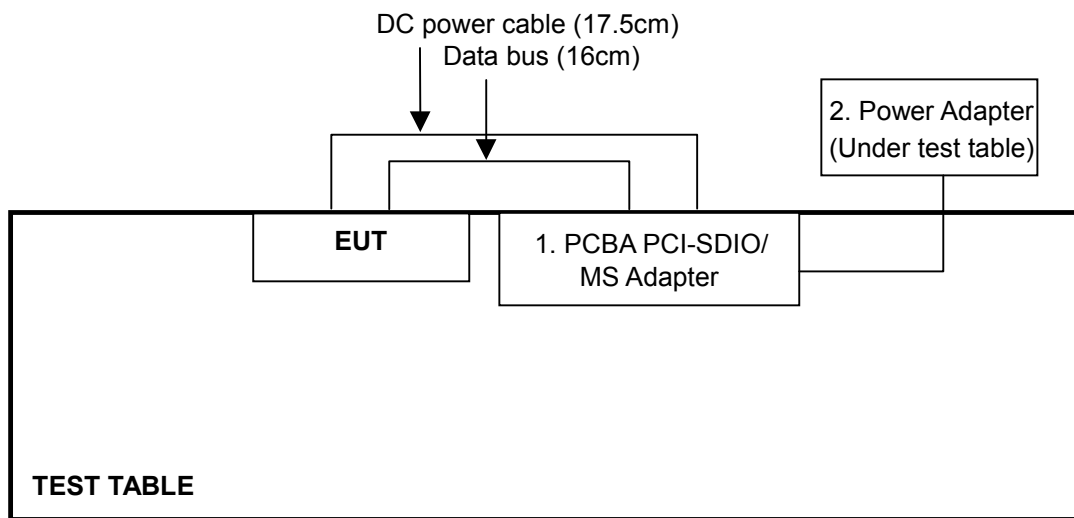 DC power cable (17.5cm)
Data bus (16cm)
2. Power Adapter
(Under test table)
EUT
1. PCBA PCI-SDIO/
MS Adapter
TEST TABLE